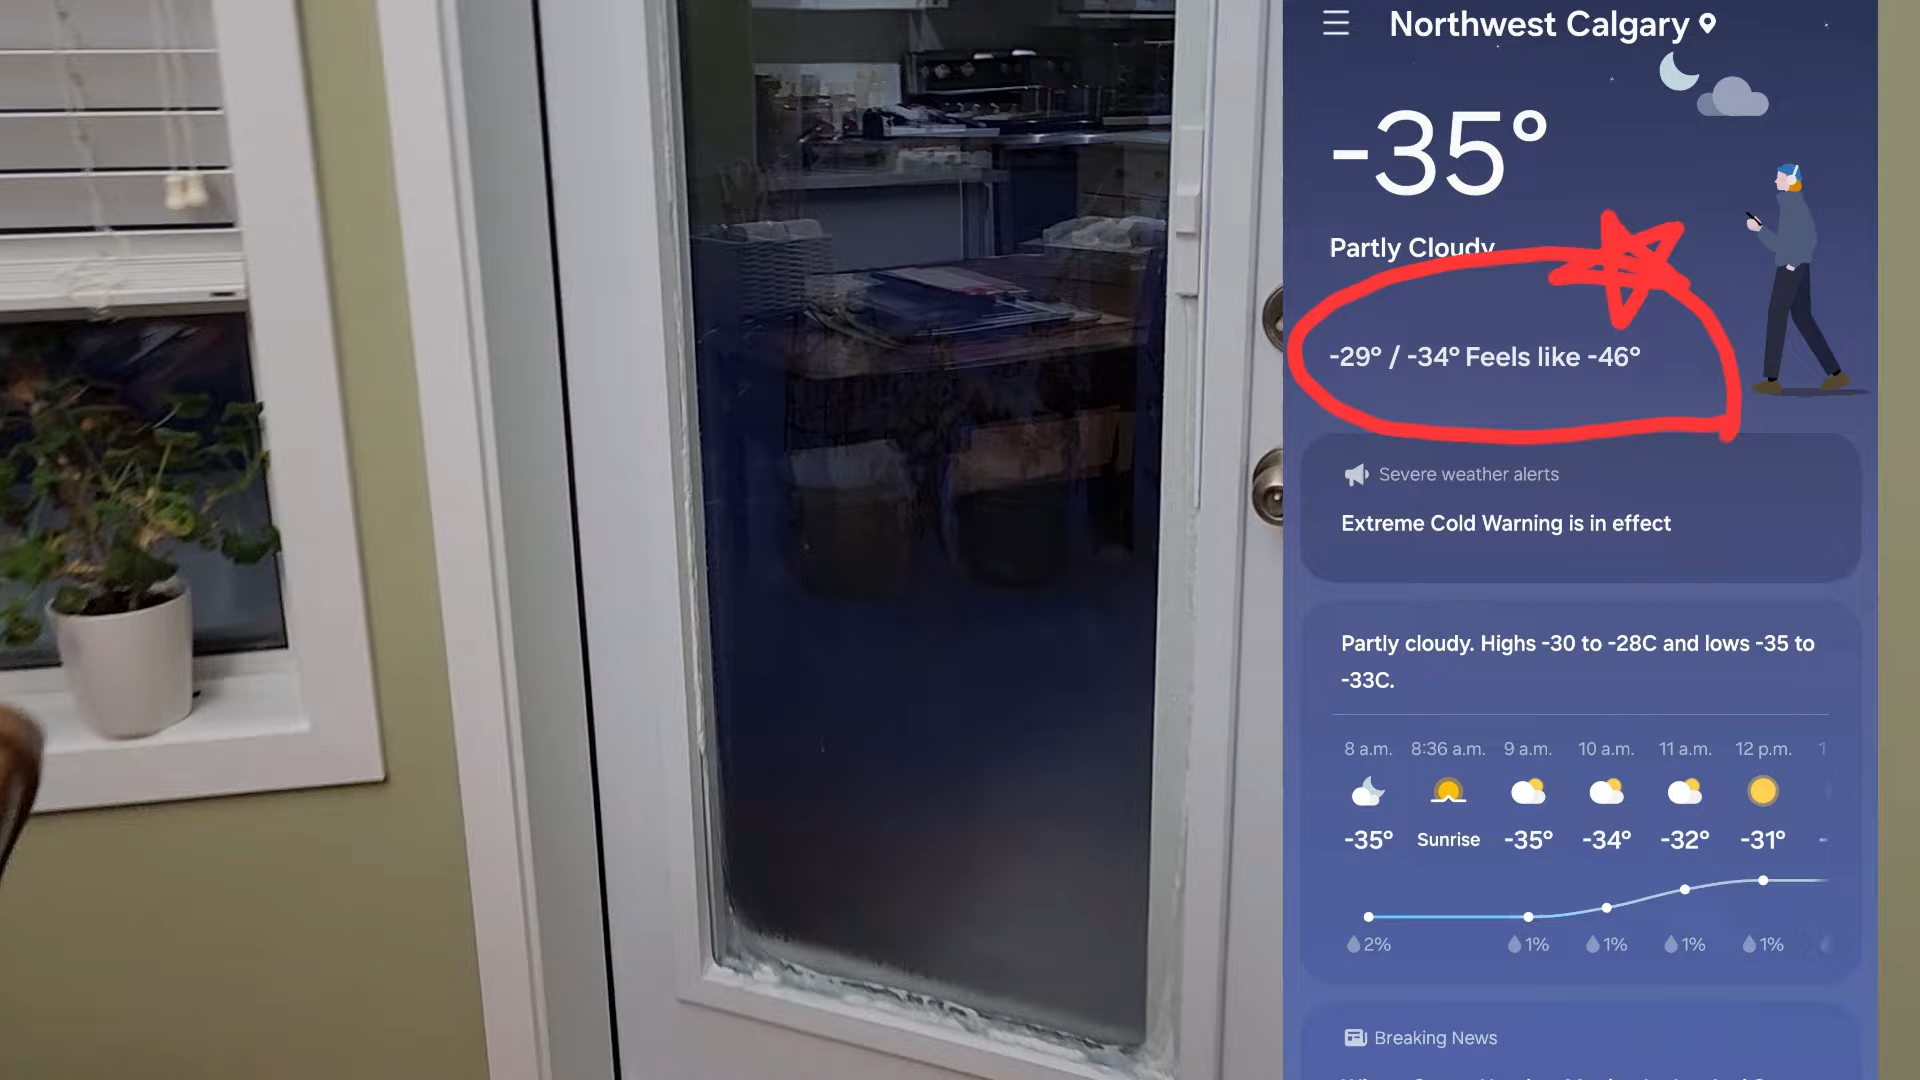 Northwest Calgary
-35°
Partly Cloudy
-29° / -34° Feels like -46°
Severe weather alerts
Extreme Cold Warning is in effect
Partly cloudy. Highs -30 to -28C and lows -35 to
-33C.
8 a.m. 8:36 a.m. 9 a.m. 10 a.m. 11 a.m. 12 p.m. 1
-35° Sunrise -35° -34° -32° -31° -
2% 1% 1% 1% 1%
Breaking News